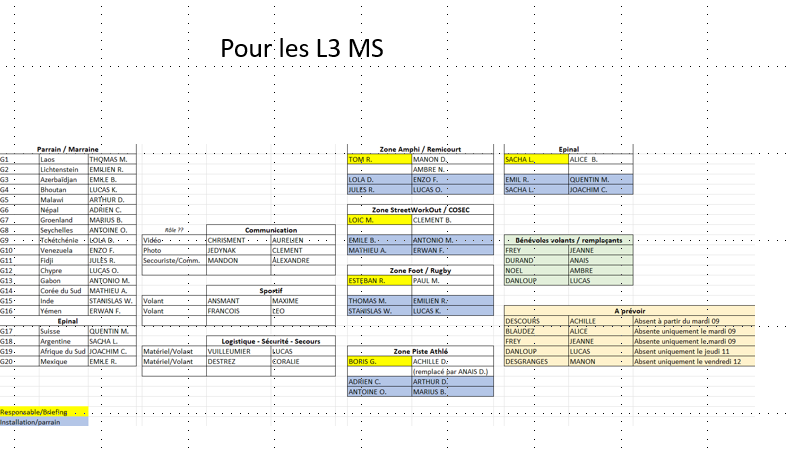 Pour les L3 MS
Parrain / Marraine
G1 Laos THOMAS M.
G2 Lichtenstein EMILIEN R.
G3 Azerbaïdjan EMILE B.
G4 Bhoutan LUCAS K.
G5 Malawi ARTHUR D.
G6 Népal ADRIEN C.
G7 Groenland MARIUS B.
G8 Seychelles ANTOINE O.
G9 Tchétchénie LOLA D.
G10 Venezuela ENZO F.
G11 Fidji JULES R.
G12 Chypre LUCAS O.
G13 Gabon ANTONIO M.
G14 Corée du Sud MATHIEU A.
G15 Inde STANISLAS W.
G16 Yémen ERWAN F.
Epinal
G17 Suisse QUENTIN M.
G18 Argentine SACHA L.
G19 Afrique du Sud JOACHIM C.
G20 Mexique EMILE R.
Responsable/Briefing
Installation/parrain
Rôle ?? Communication
Vidéo CHRISMENT AURELIEN
Photo JEDYNAK CLEMENT
Secouriste/Comm. MANDON ALEXANDRE
Sportif
Volant ANSMANT MAXIME
Volant FRANCOIS LEO
Logistique - Sécurité - Secours
Matériel/Volant VUILLEUMIER LUCAS
Matériel/Volant DESTREZ CORALIE
Zone Amphi / Remicourt
TOM R. MANON D.
AMBRE N.
LOLA D. ENZO F.
JULES R. LUCAS O.
Zone StreetWorkOut / COSEC
LOIC M. CLEMENT B.
EMILE B. ANTONIO M.
MATHIEU A. ERWAN F.
Zone Foot / Rugby
ESTEBAN R. PAUL M.
THOMAS M. EMILIEN R.
STANISLAS W. LUCAS K.
Zone Piste Athlé
BORIS G. ACHILLE D.
(remplacé par ANAIS D.)
ADRIEN C. ARTHUR D.
ANTOINE O. MARIUS B.
Epinal
SACHA L. ALICE B.
EMIL R. QUENTIN M.
SACHA L. JOACHIM C.
Bénévoles volants / remplaçants
FREY JEANNE
DURAND ANAIS
NOEL AMBRE
DANLOUP LUCAS
A prévoir
DESCOURS ACHILLE Absent à partir du mardi 09
BLAUDEZ ALICE Absente uniquement le mardi 09
FREY JEANNE Absente uniquement le mardi 09
DANLOUP LUCAS Absent uniquement le jeudi 11
DESGRANGES MANON Absente uniquement le vendredi 12